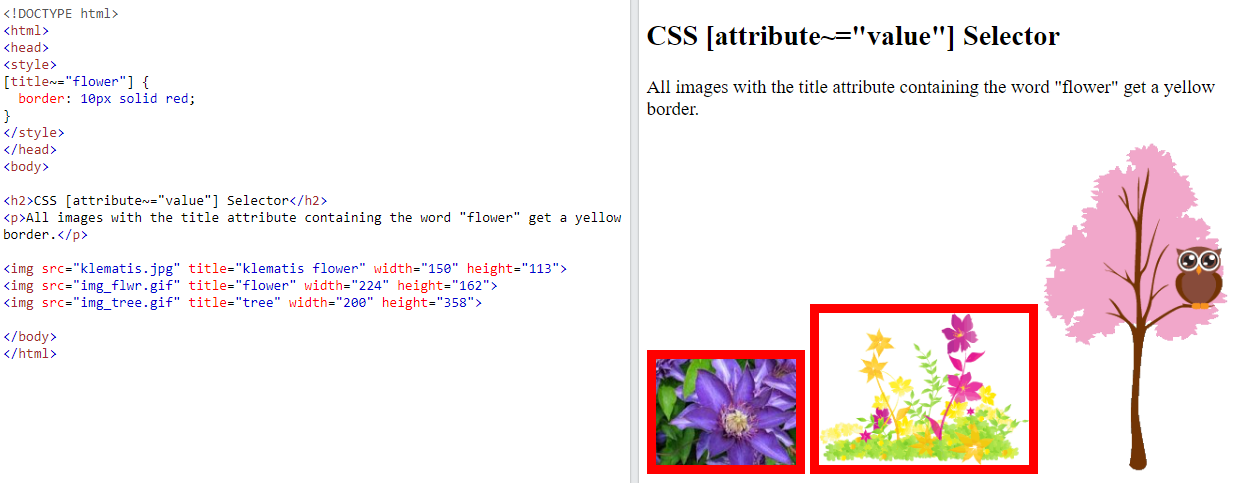 <!DOCTYPE html>
<html>
<head>
<style>
[title~="flower"] {
  border: 10px solid red;
}
</style>
</head>
<body>

<h2>CSS [attribute~="value"] Selector</h2>
<p>All images with the title attribute containing the word "flower" get a yellow
border.</p>

<img src="klematis.jpg" title="klematis flower" width="150" height="113">
<img src="img_flwr.gif" title="flower" width="224" height="162">
<img src="img_tree.gif" title="tree" width="200" height="358">

</body>
</html>
CSS [attribute~="value"] Selector
All images with the title attribute containing the word "flower" get a yellow
border.